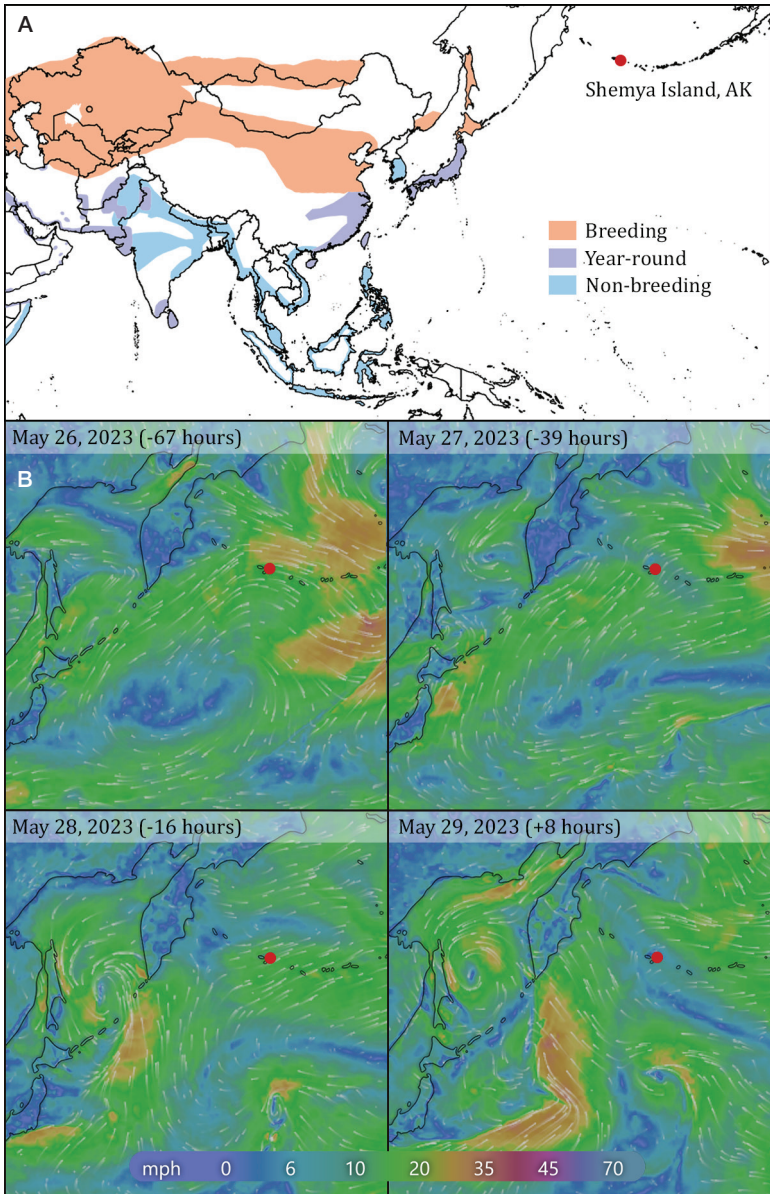 A
Shemya Island, AK
Breeding
Year-round
Non-breeding
May 26, 2023 (-67 hours)
May 27, 2023 (-39 hours)
B
May 28, 2023 (-16 hours)
May 29, 2023 (+8 hours)
mph 0 6 10 20 35 45 70